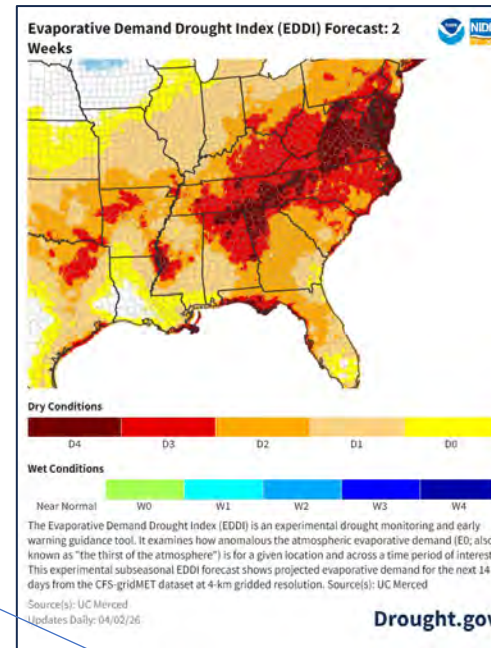 Evaporative Demand Drought Index (EDDI) Forecast: 2
Weeks
Dry Conditions
D4 D3 D2 D1 D0
Wet Conditions
Near Normal W0 W1 W2 W3 W4
The Evaporative Demand Drought Index (EDDI) is an experimental drought monitoring and early
warning guidance tool. It examines how anomalous the atmospheric evaporative demand (E0; also
known as "the thirst of the atmosphere") is for a given location and across a time period of interest
This experimental subseasonal EDDI forecast shows projected evaporative demand for the next 14
days from the CFS-gridMET dataset at 4-km gridded resolution. Source(s): UC Merced
Source(s): UC Merced
Updates Daily: 04/02/26
Drought.gov